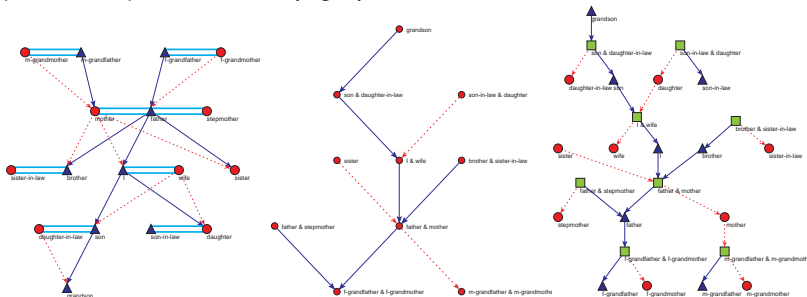 m-grandmother m-grandfather f-grandfather f-grandmother
mother father stepmother
sister-in-law brother I wife sister
daughter-in-law son son-in-law daughter
grandson
grandson
son & daughter-in-law son-in-law & daughter
sister I & wife brother & sister-in-law
father & stepmother father & mother
f-grandfather & f-grandmother m-grandfather & m-grandmothe
grandson
son & daughter-in-law son-in-law & daughter
daughter-in-law son daughter son-in-law
I & wife brother & sister-in-law
sister wife I brother sister-in-law
father & stepmother father & mother
stepmother father mother
f-grandfather & f-grandmother m-grandfather & m-grandmoth
f-grandfather f-grandmother m-grandfather m-grandmother